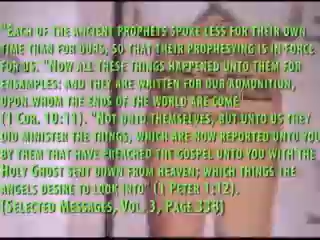 "Each of the ancient prophets spoke less for their own
time than for ours, so that their prophesying is in force
for us. "Now all these things happened unto them for
ensamples: and they are written for our admonition,
upon whom the ends of the world are come"
(1 Cor. 10:11). "Not unto themselves, but unto us they
did minister the things, which are now reported unto you
by them that have preached the gospel unto you with the
Holy Ghost sent down from heaven; which things the
angels desire to look into" (1 Peter 1:12).
(Selected Messages, Vol. 3, Page 338)